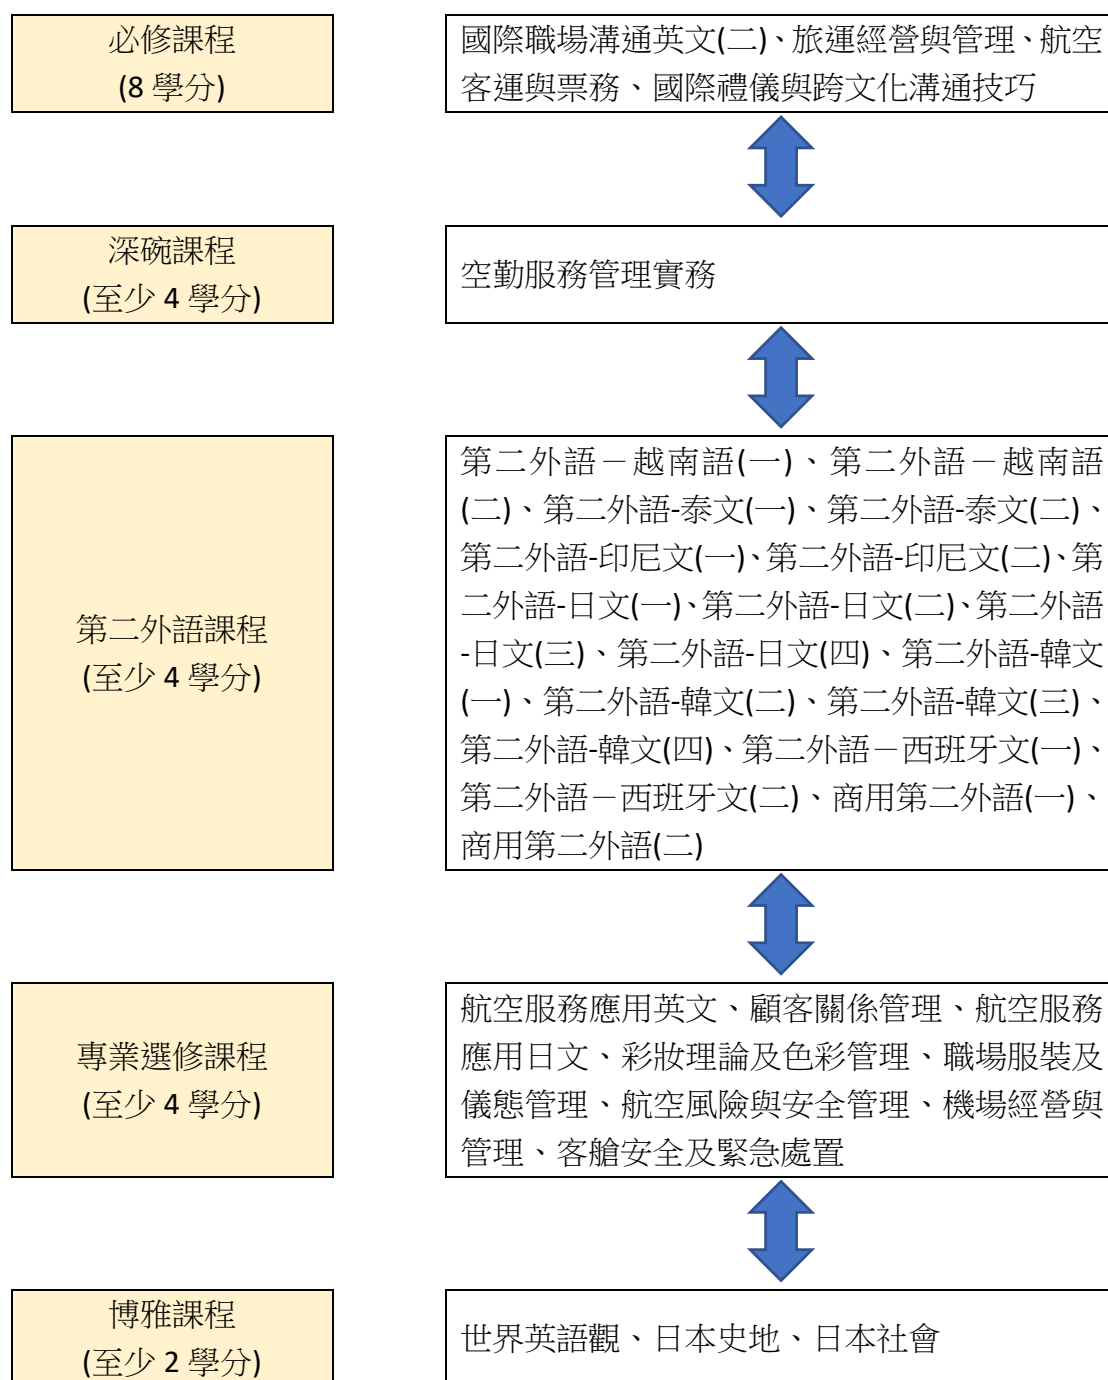 必修課程
(8 學分)
國際職場溝通英文(二)、旅運經營與管理、航空
客運與票務、國際禮儀與跨文化溝通技巧
深碗課程
(至少 4 學分)
空勤服務管理實務
第二外語課程
(至少 4 學分)
第二外語－越南語(一)、第二外語－越南語
(二)、第二外語-泰文(一)、第二外語-泰文(二)、
第二外語-印尼文(一)、第二外語-印尼文(二)、第
二外語-日文(一)、第二外語-日文(二)、第二外語
-日文(三)、第二外語-日文(四)、第二外語-韓文
(一)、第二外語-韓文(二)、第二外語-韓文(三)、
第二外語-韓文(四)、第二外語－西班牙文(一)、
第二外語－西班牙文(二)、商用第二外語(一)、
商用第二外語(二)
專業選修課程
(至少 4 學分)
航空服務應用英文、顧客關係管理、航空服務
應用日文、彩妝理論及色彩管理、職場服裝及
儀態管理、航空風險與安全管理、機場經營與
管理、客艙安全及緊急處置
博雅課程
(至少 2 學分)
世界英語觀、日本史地、日本社會